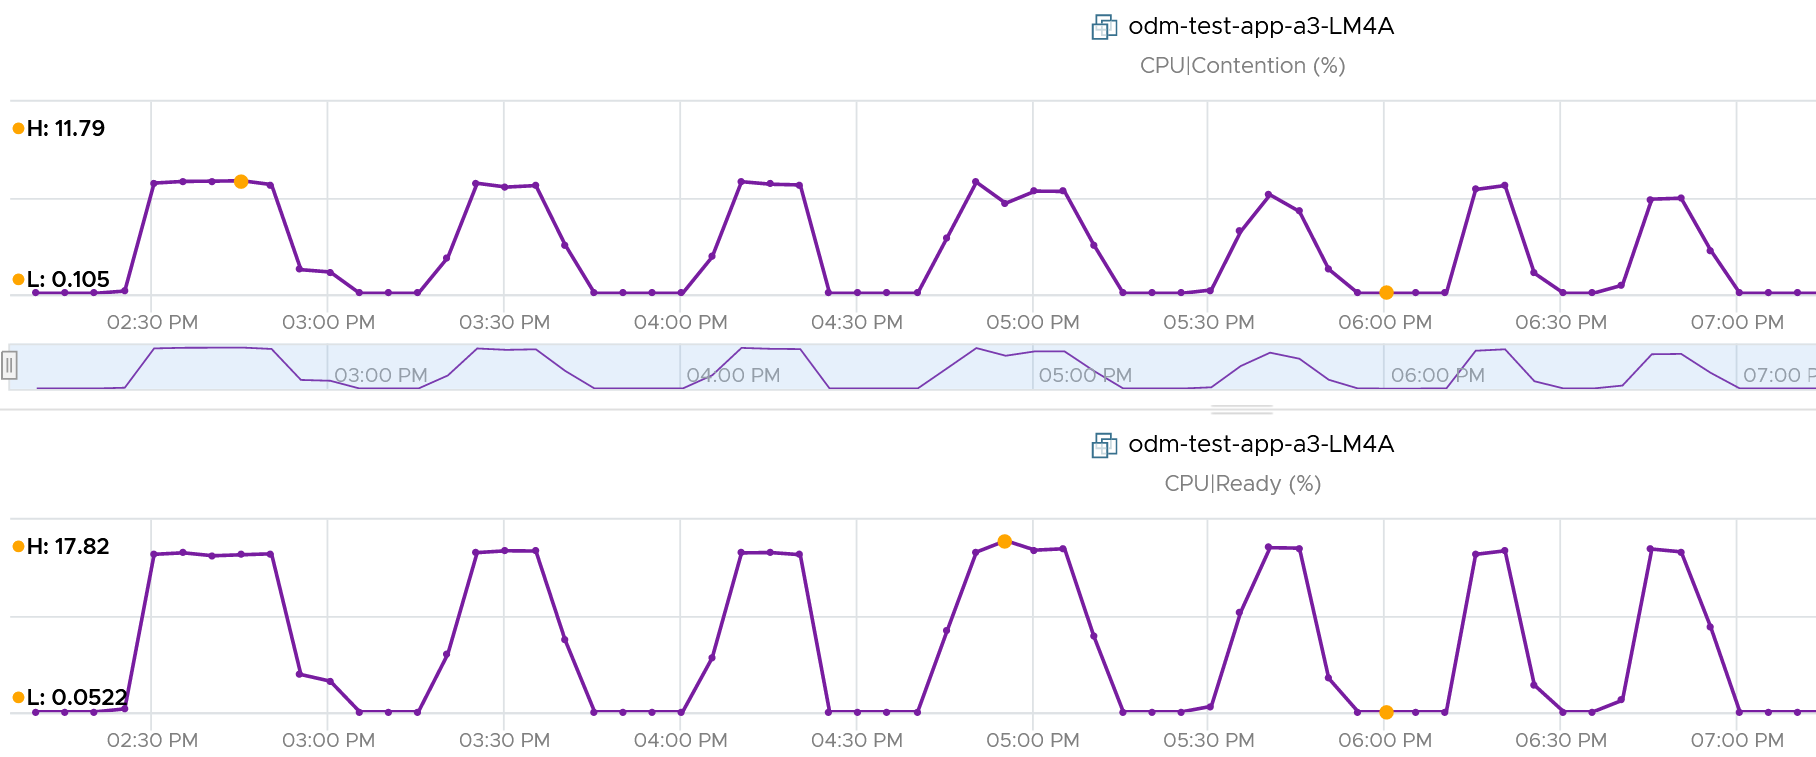 odm-test-app-a3-LM4A
CPU|Contention (%)
H: 11.79
L: 0.105
02:30 PM 03:00 PM 03:30 PM 04:00 PM 04:30 PM 05:00 PM 05:30 PM 06:00 PM 06:30 PM 07:00 PM
03:00 PM 04:00 PM 05:00 PM 06:00 PM 07:00 P
odm-test-app-a3-LM4A
CPU|Ready (%)
H: 17.82
L: 0.0522
02:30 PM 03:00 PM 03:30 PM 04:00 PM 04:30 PM 05:00 PM 05:30 PM 06:00 PM 06:30 PM 07:00 PM